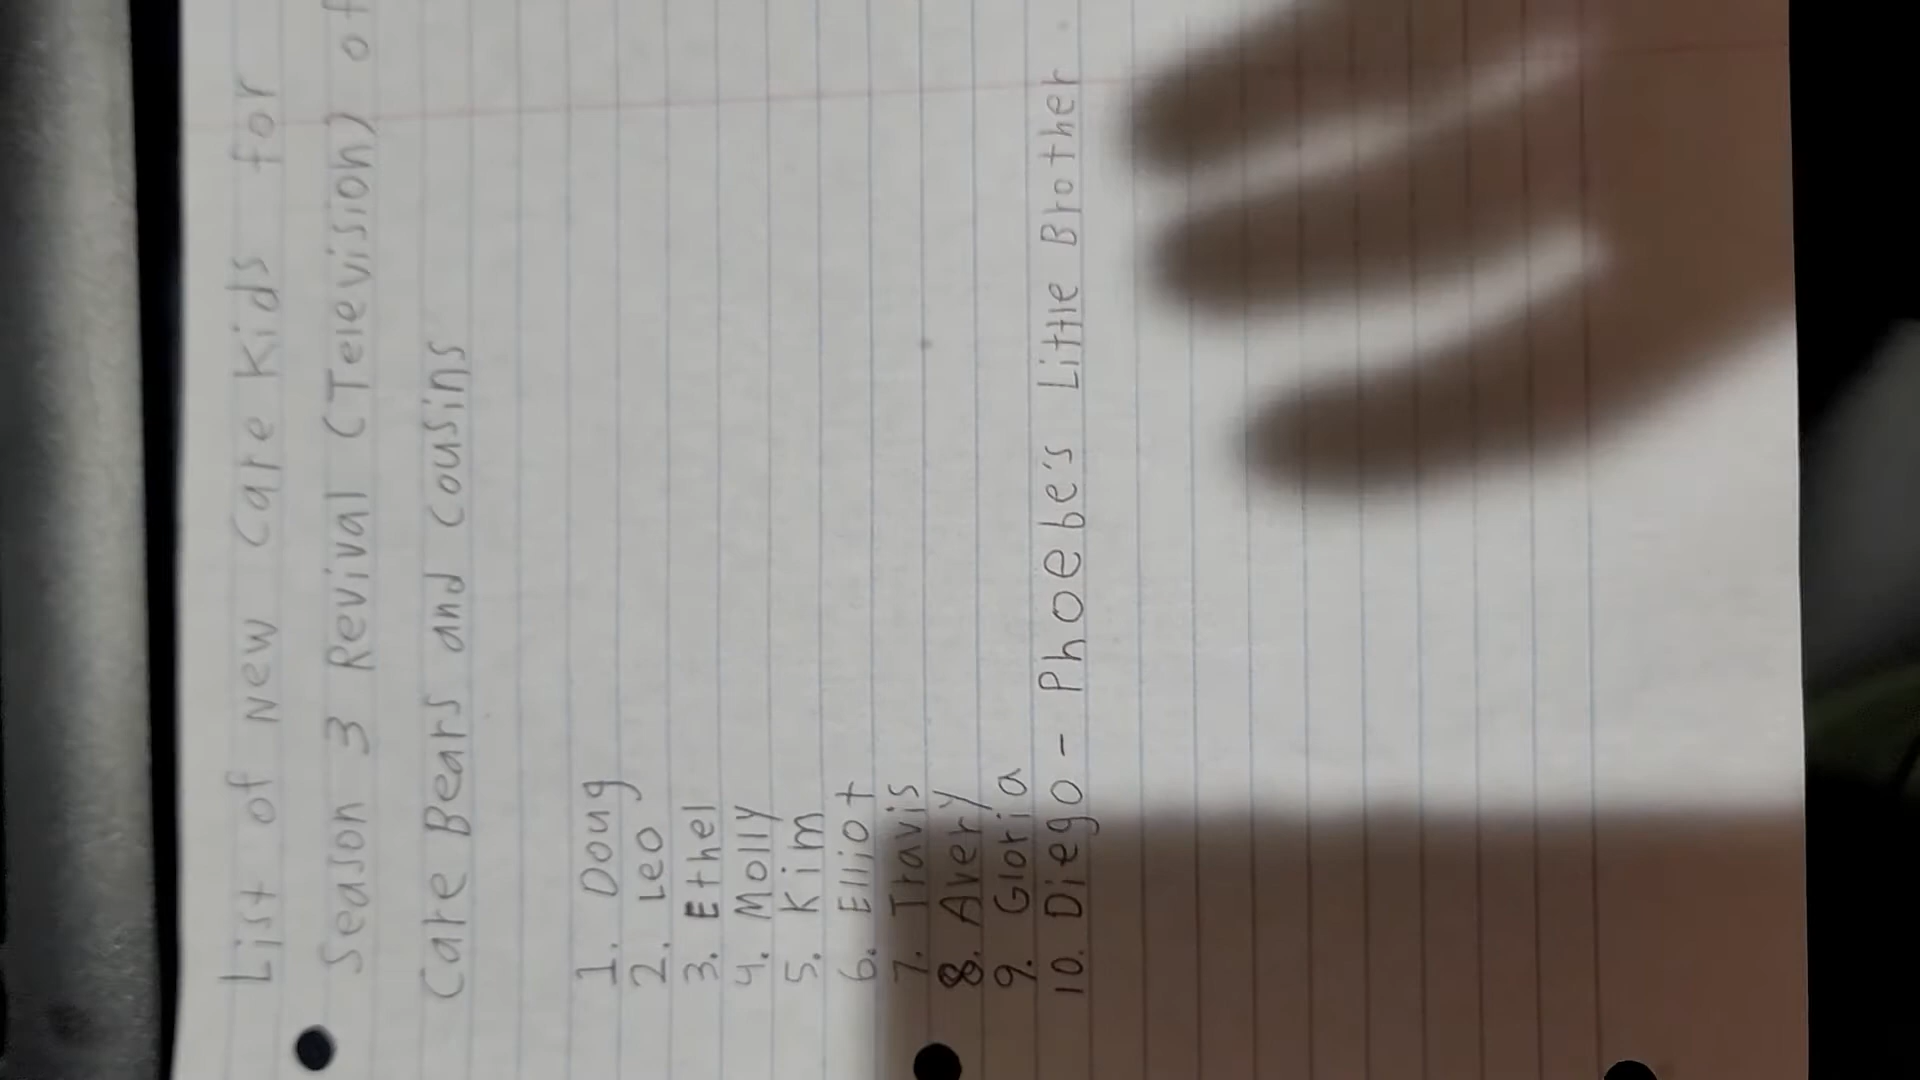 List of New Care Kids for
Season 3 Revival (Television) of
Care Bears and Cousins
1. Doug
2. Leo
3. Ethel
4. Molly
5. Kim
6. Elliot
7. Travis
8. Avery
9. Gloria
10. Diego - Phoebe's Little Brother